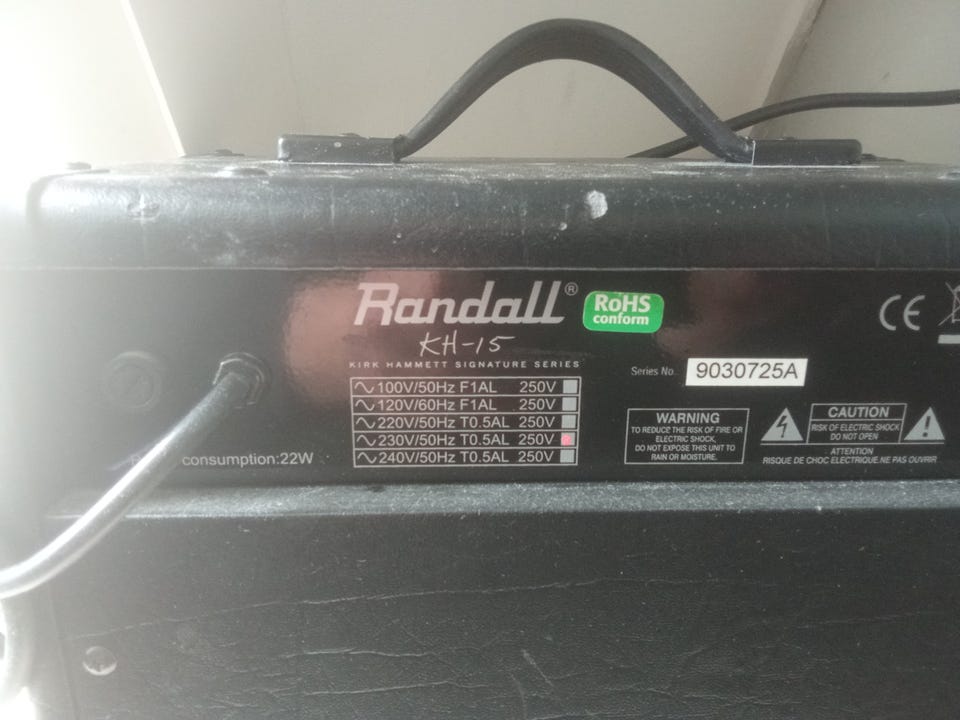 Randall®
RoHS
conform
KH-15
KIRK HAMMETT SIGNATURE SERIES
100V/50Hz F1AL 250V
120V/60Hz F1AL 250V
220V/50Hz T0.5AL 250V
230V/50Hz T0.5AL 250V
240V/50Hz T0.5AL 250V
consumption:22W
Series No. 9030725A
WARNING
TO REDUCE THE RISK OF FIRE OR
ELECTRIC SHOCK,
DO NOT EXPOSE THIS UNIT TO
RAIN OR MOISTURE.
CAUTION
RISK OF ELECTRIC SHOCK
DO NOT OPEN
ATTENTION
RISQUE DE CHOC ELECTRIQUE.NE PAS OUVRIR
CE